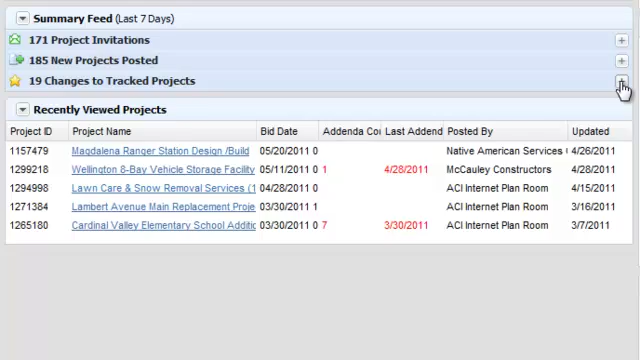 Summary Feed (Last 7 Days)
171 Project Invitations
185 New Projects Posted
19 Changes to Tracked Projects
Recently Viewed Projects
Project ID Project Name Bid Date Addenda Cou Last Addend Posted By Updated
1157479 Magdalena Ranger Station Design /Build 05/20/2011 0 Native American Services 4/26/2011
1299218 Wellington 8-Bay Vehicle Storage Facility 05/11/2011 0 1 4/28/2011 McCauley Constructors 4/28/2011
1294998 Lawn Care & Snow Removal Services (1 04/28/2011 0 ACI Internet Plan Room 4/15/2011
1271384 Lambert Avenue Main Replacement Proje 03/30/2011 1 ACI Internet Plan Room 3/16/2011
1265180 Cardinal Valley Elementary School Additic 03/30/2011 0 7 3/30/2011 ACI Internet Plan Room 3/7/2011